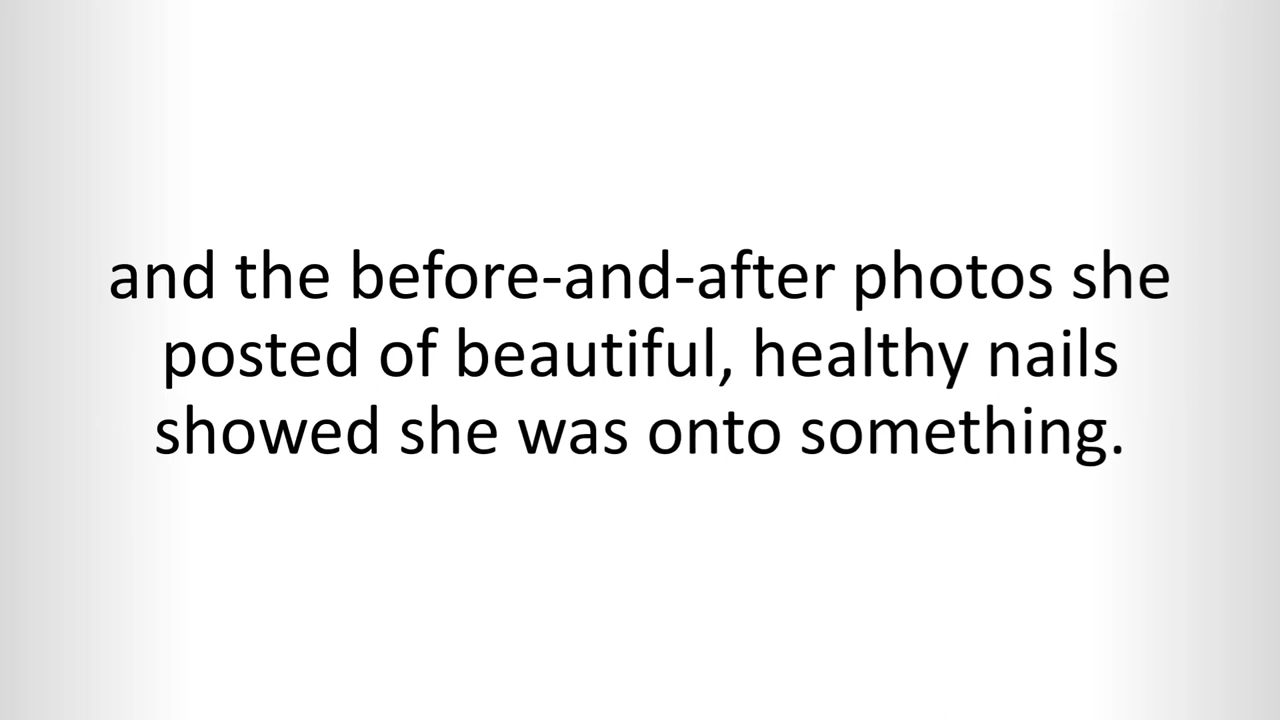 and the before-and-after photos she
posted of beautiful, healthy nails
showed she was onto something.